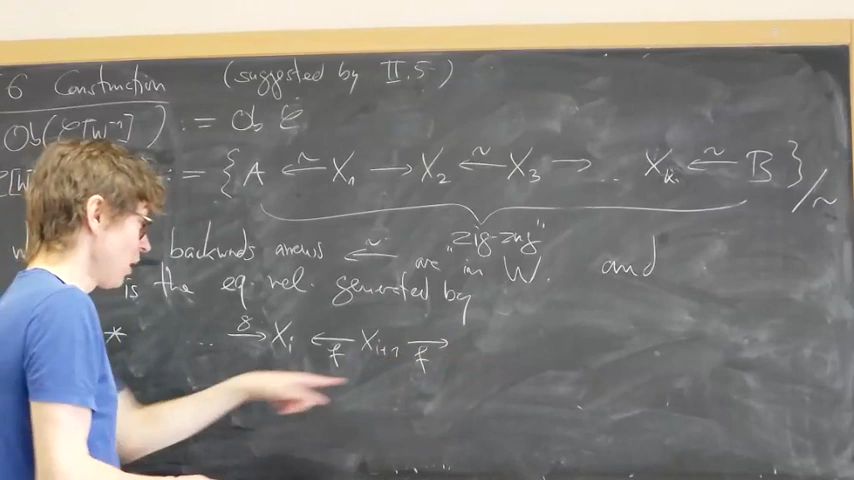 6 Construction (suggested by II.5-)
Ob(C[W⁻¹]) := Ob C
[W := { A ←~ X₁ → X₂ ←~ X₃ → .. X_k ←~ B }/~
"zig-zag"
backwards arrows ←~ are in W. and
is the eq. rel. generated by
* ... →g X_i ←f X_{i+1} →f